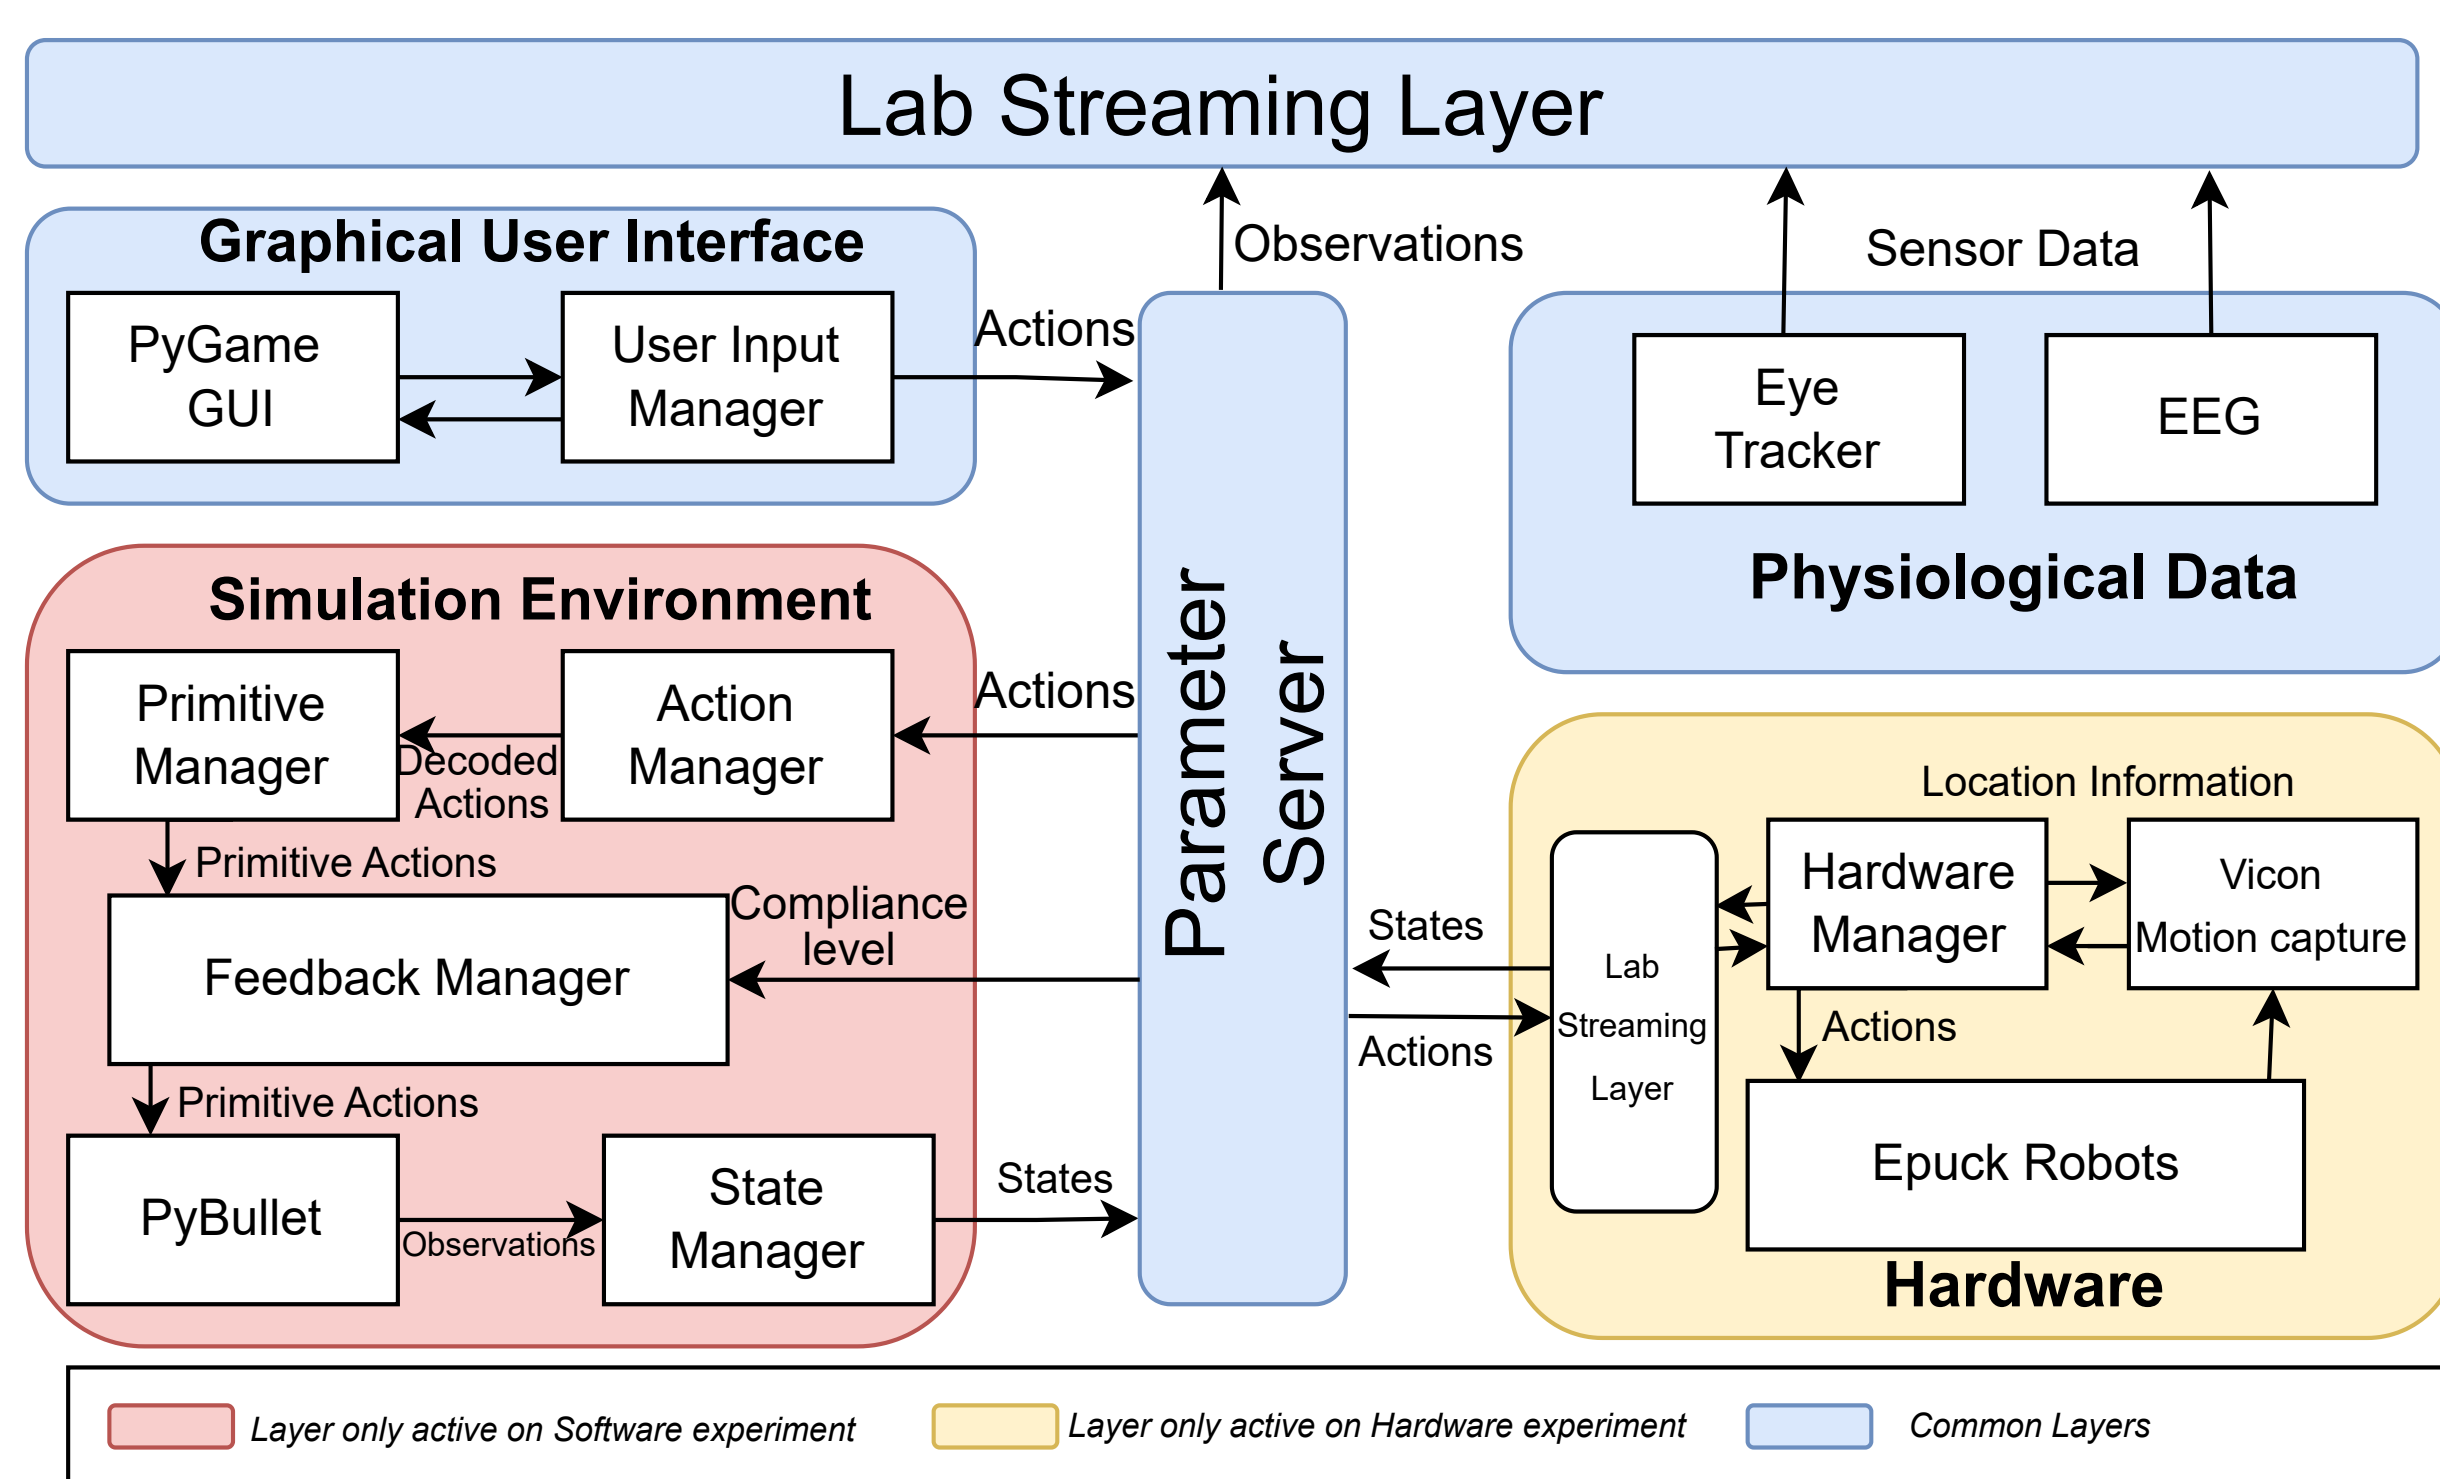 Lab Streaming Layer
Graphical User Interface
PyGame
GUI
User Input
Manager
Actions
Observations
Sensor Data
Eye
Tracker
EEG
Physiological Data
Parameter
Server
Simulation Environment
Primitive
Manager
Decoded
Actions
Action
Manager
Actions
Primitive Actions
Feedback Manager
Compliance
level
Primitive Actions
PyBullet
Observations
State
Manager
States
States
Actions
Location Information
Lab
Streaming
Layer
Hardware
Manager
Vicon
Motion capture
Actions
Epuck Robots
Hardware
Layer only active on Software experiment
Layer only active on Hardware experiment
Common Layers